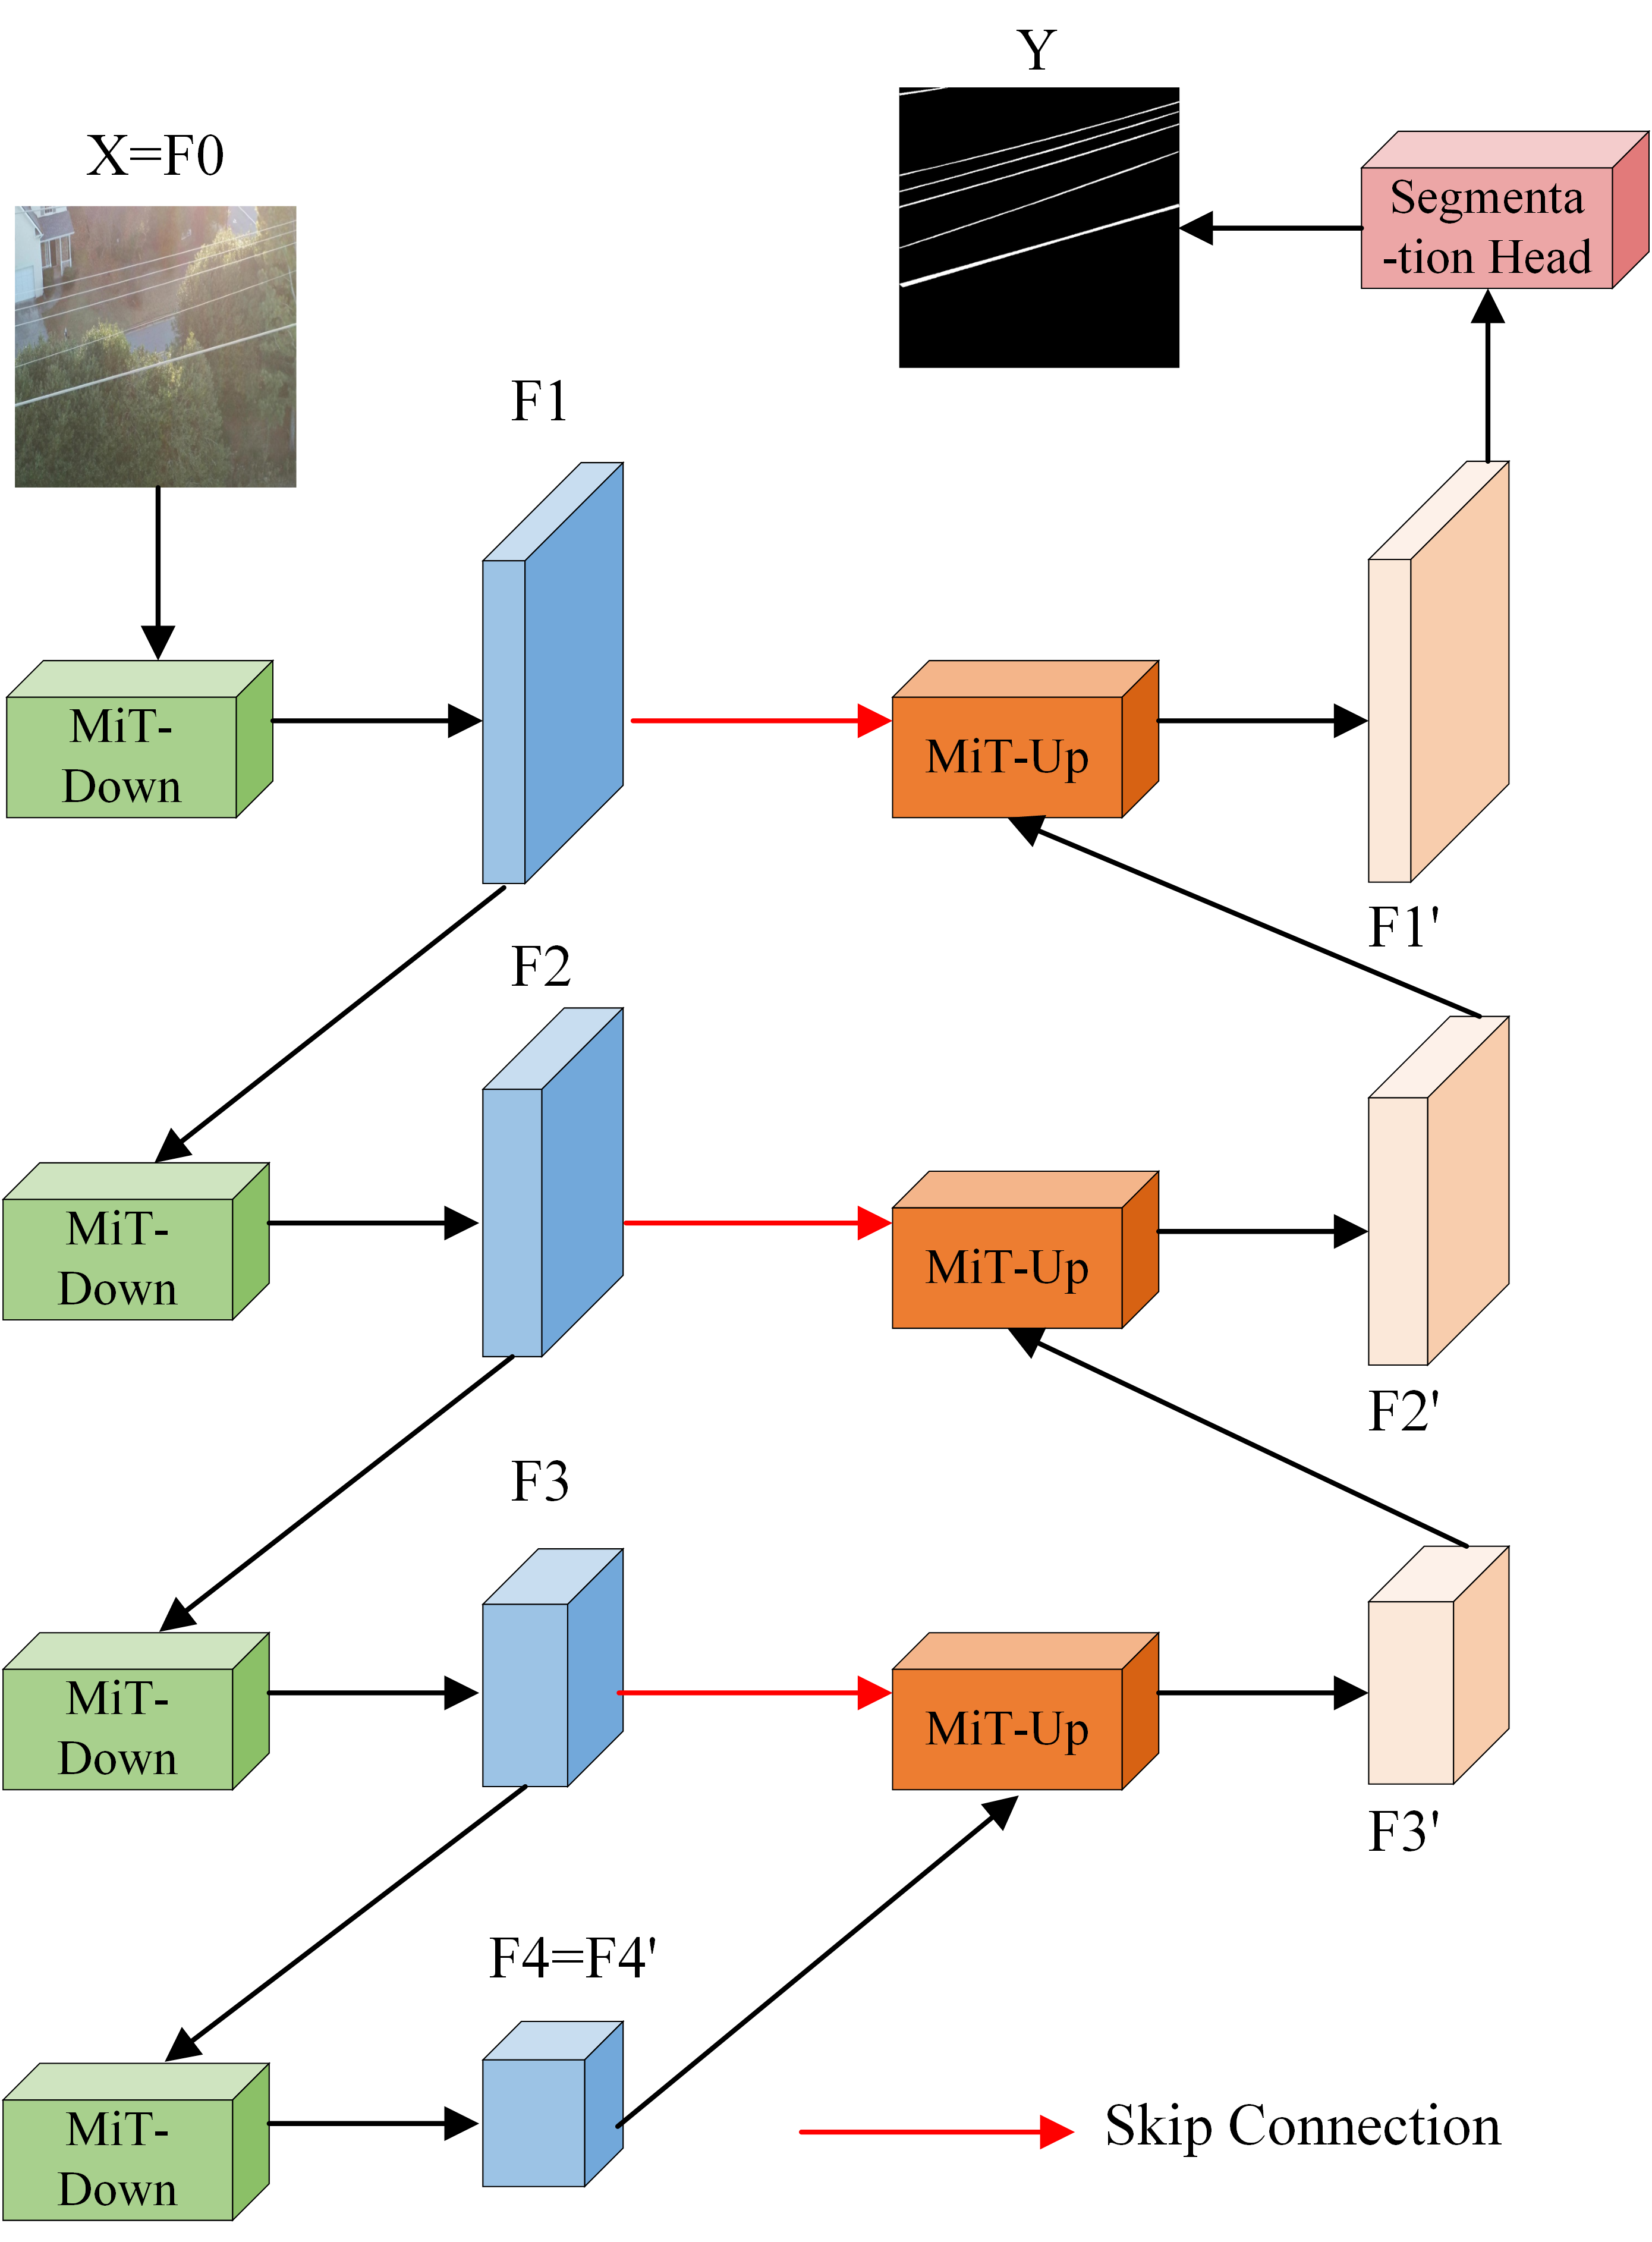 Y
X=F0
Segmenta
-tion Head
F1
MiT-
Down
MiT-Up
F1'
F2
MiT-
Down
MiT-Up
F2'
F3
MiT-
Down
MiT-Up
F3'
F4=F4'
MiT-
Down
Skip Connection